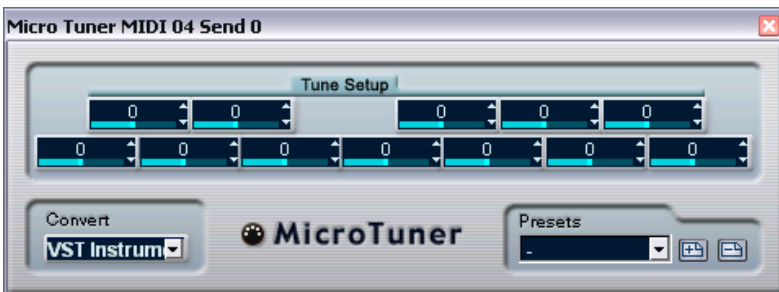 Micro Tuner MIDI 04 Send 0
Tune Setup
0 0 0 0 0
0 0 0 0 0 0 0
Convert
VST Instrum
MicroTuner
Presets
-